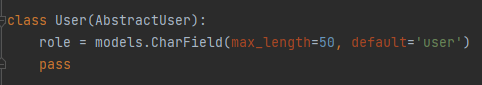 class User(AbstractUser):
    role = models.CharField(max_length=50, default='user')
    pass